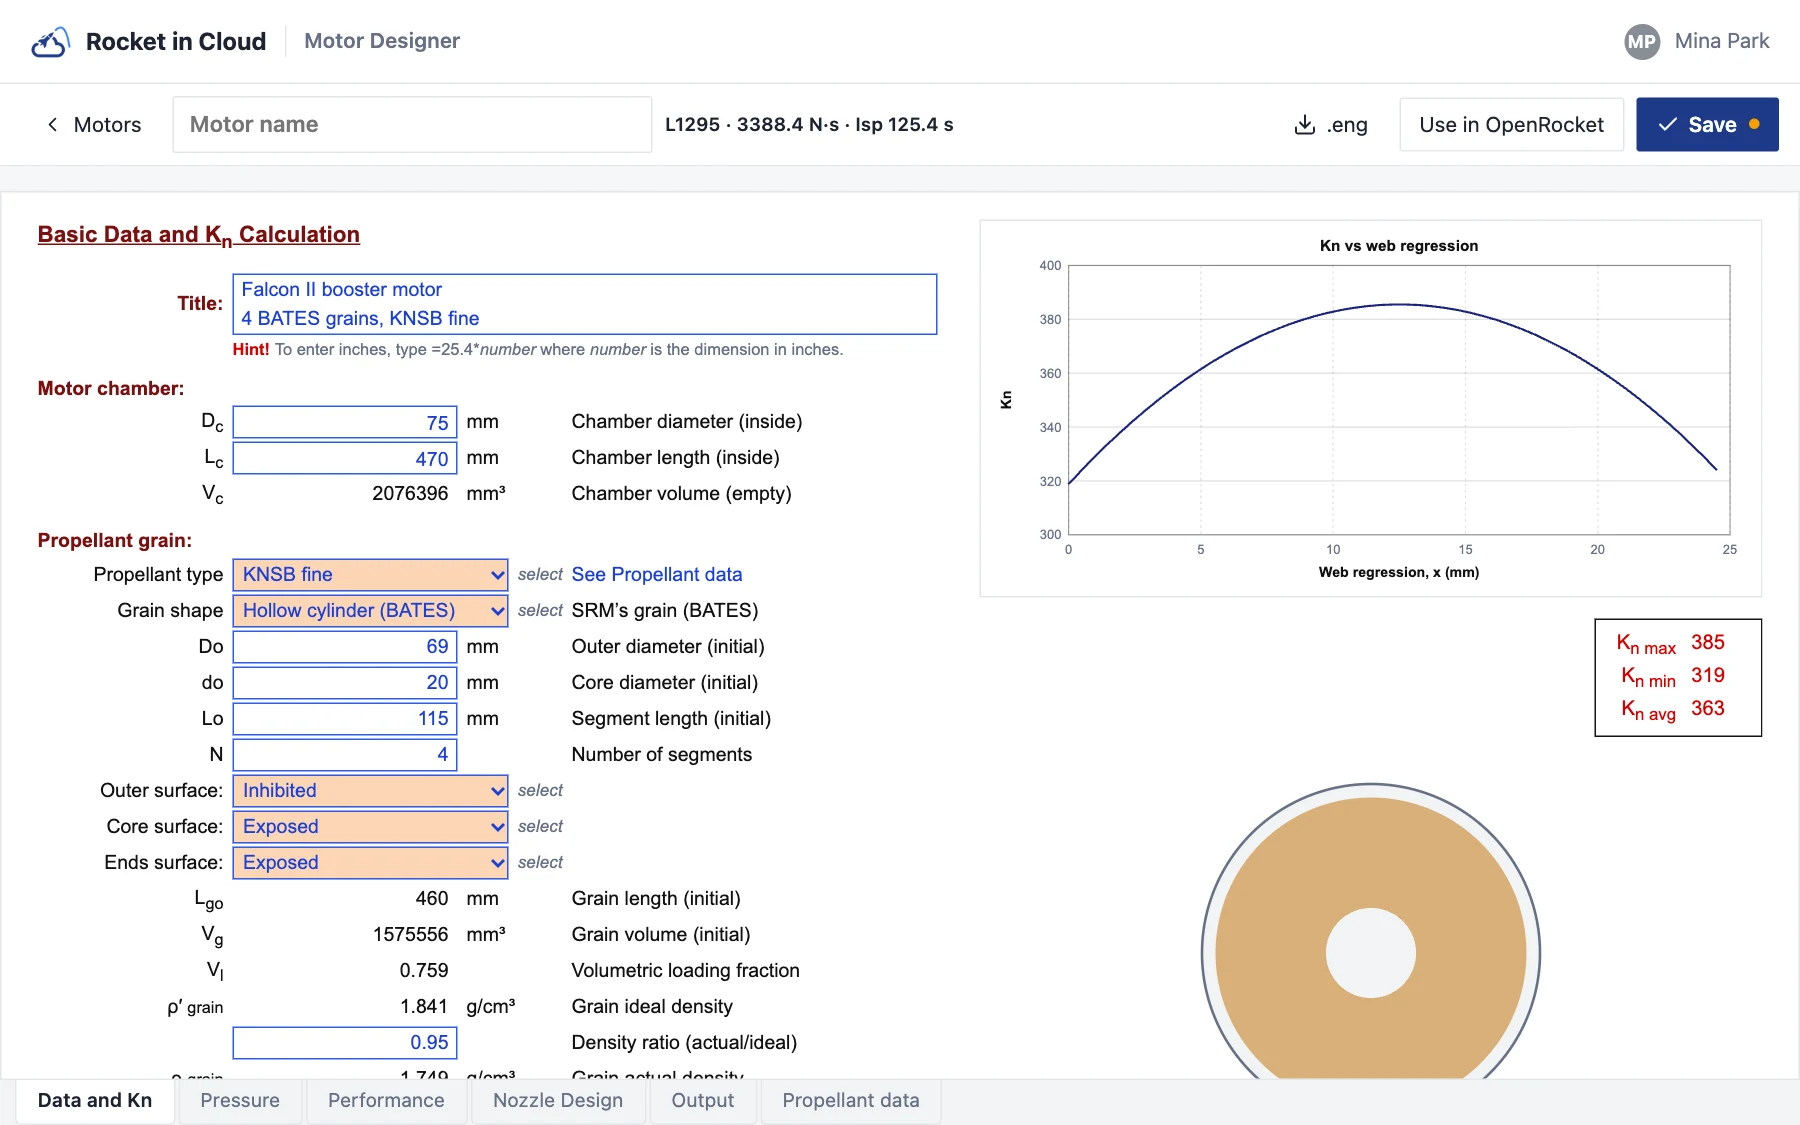 Rocket in Cloud
Motor Designer
MP
Mina Park
Motors
Motor name
L1295 · 3388.4 N·s · Isp 125.4 s
.eng
Use in OpenRocket
Save
Basic Data and Kn Calculation
Title:
Falcon II booster motor
4 BATES grains, KNSB fine
Hint! To enter inches, type =25.4*number where number is the dimension in inches.
Motor chamber:
Dc 75 mm Chamber diameter (inside)
Lc 470 mm Chamber length (inside)
Vc 2076396 mm³ Chamber volume (empty)
Propellant grain:
Propellant type KNSB fine select See Propellant data
Grain shape Hollow cylinder (BATES) select SRM’s grain (BATES)
Do 69 mm Outer diameter (initial)
do 20 mm Core diameter (initial)
Lo 115 mm Segment length (initial)
N 4 Number of segments
Outer surface: Inhibited select
Core surface: Exposed select
Ends surface: Exposed select
Lgo 460 mm Grain length (initial)
Vg 1575556 mm³ Grain volume (initial)
Vl 0.759 Volumetric loading fraction
ρ′ grain 1.841 g/cm³ Grain ideal density
0.95 Density ratio (actual/ideal)
ρ grain 1.749 g/cm³ Grain actual density
Kn vs web regression
400
380
360
340
320
300
Kn
0 5 10 15 20 25
Web regression, x (mm)
Kn max 385
Kn min 319
Kn avg 363
Data and Kn
Pressure
Performance
Nozzle Design
Output
Propellant data